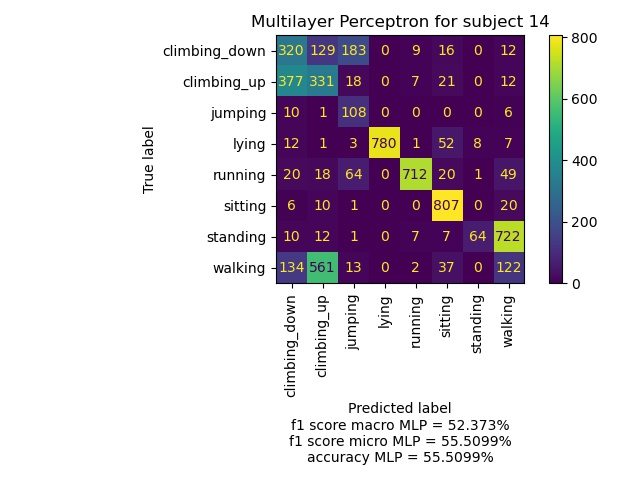 Multilayer Perceptron for subject 14
True label
climbing_down 320 129 183 0 9 16 0 12
climbing_up 377 331 18 0 7 21 0 12
jumping 10 1 108 0 0 0 0 6
lying 12 1 3 780 1 52 8 7
running 20 18 64 0 712 20 1 49
sitting 6 10 1 0 0 807 0 20
standing 10 12 1 0 7 7 64 722
walking 134 561 13 0 2 37 0 122
climbing_down
climbing_up
jumping
lying
running
sitting
standing
walking
800
600
400
200
0
Predicted label
f1 score macro MLP = 52.373%
f1 score micro MLP = 55.5099%
accuracy MLP = 55.5099%